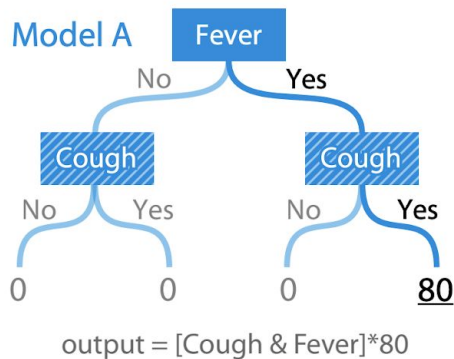 Model A
Fever
No Yes
Cough Cough
No Yes No Yes
0 0 0 80
output = [Cough & Fever]*80